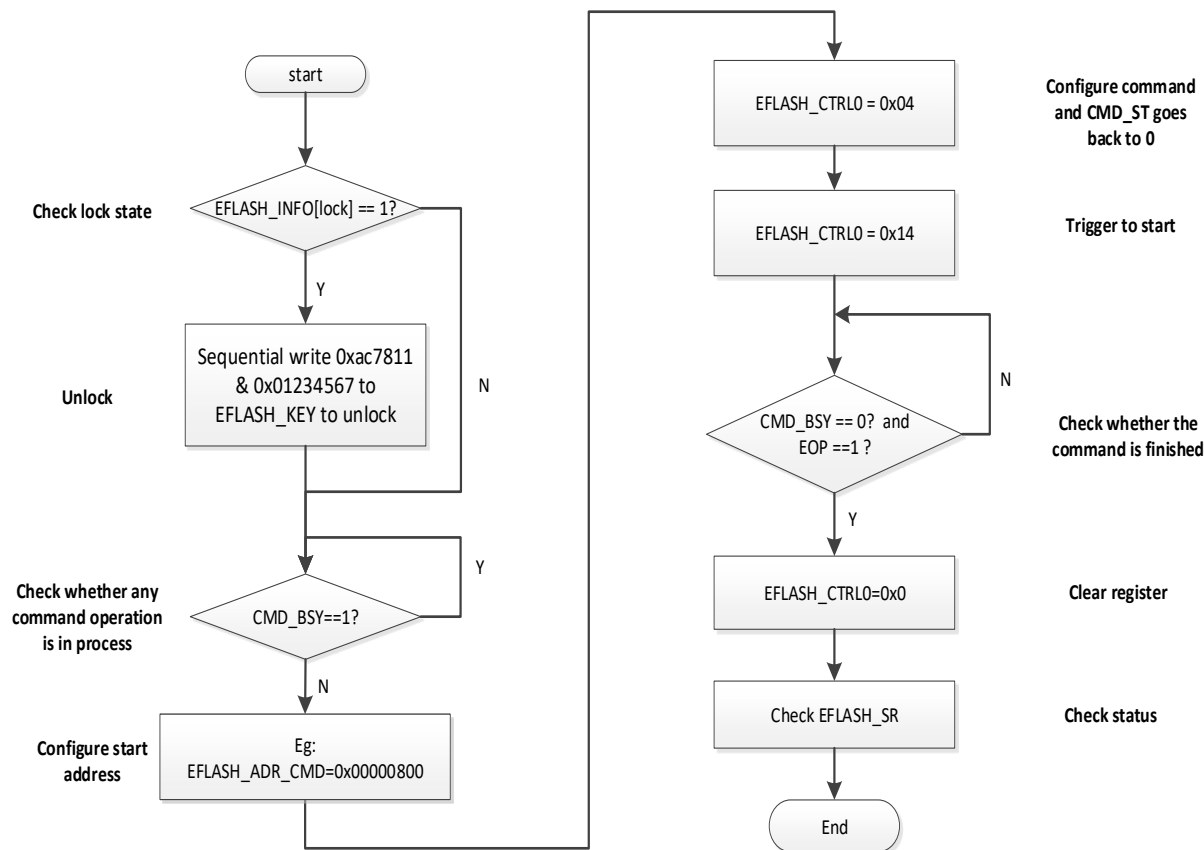 start
Check lock state
EFLASH_INFO[lock] == 1?
Y
N
Unlock
Sequential write 0xac7811
& 0x01234567 to
EFLASH_KEY to unlock
Check whether any
command operation
is in process
CMD_BSY==1?
Y
N
Configure start
address
Eg:
EFLASH_ADR_CMD=0x00000800
EFLASH_CTRL0 = 0x04
Configure command
and CMD_ST goes
back to 0
EFLASH_CTRL0 = 0x14
Trigger to start
CMD_BSY == 0? and
EOP ==1 ?
N
Check whether the
command is finished
Y
EFLASH_CTRL0=0x0
Clear register
Check EFLASH_SR
Check status
End